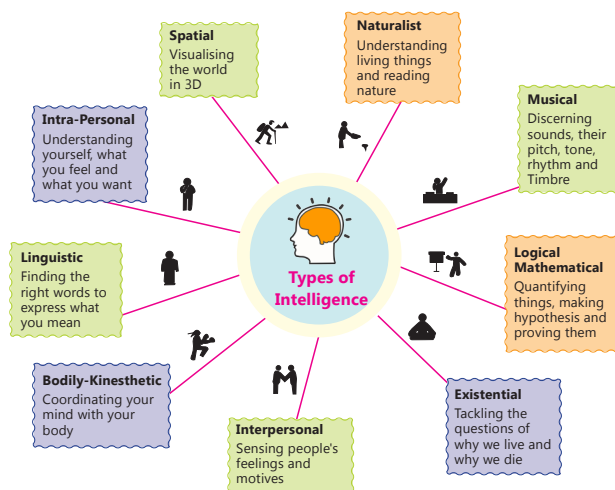 Spatial
Visualising
the world
in 3D
Naturalist
Understanding
living things
and reading
nature
Musical
Discerning
sounds, their
pitch, tone,
rhythm and
Timbre
Intra-Personal
Understanding
yourself, what
you feel and
what you want
Linguistic
Finding the
right words to
express what
you mean
Types of
Intelligence
Logical
Mathematical
Quantifying
things, making
hypothesis and
proving them
Bodily-Kinesthetic
Coordinating your
mind with your
body
Interpersonal
Sensing people's
feelings and
motives
Existential
Tackling the
questions of
why we live and
why we die